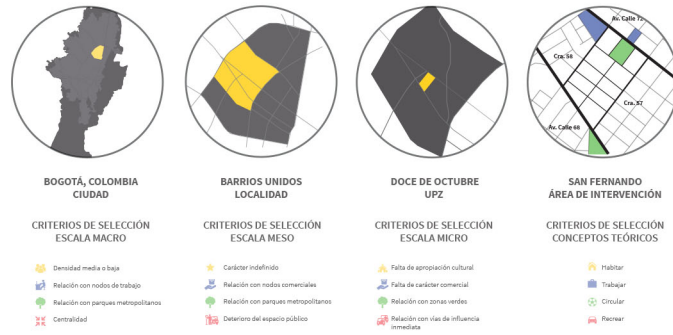 Av. Calle 72
Cra. 58
Cra. 57
Av. Calle 68
BOGOTÁ, COLOMBIA
CIUDAD
CRITERIOS DE SELECCIÓN
ESCALA MACRO
Densidad media o baja
Relación con nodos de trabajo
Relación con parques metropolitanos
Centralidad
BARRIOS UNIDOS
LOCALIDAD
CRITERIOS DE SELECCIÓN
ESCALA MESO
Carácter indefinido
Relación con nodos comerciales
Relación con parques metropolitanos
Deterioro del espacio público
DOCE DE OCTUBRE
UPZ
CRITERIOS DE SELECCIÓN
ESCALA MICRO
Falta de apropiación cultural
Falta de carácter comercial
Relación con zonas verdes
Relación con vías de influencia
inmediata
SAN FERNANDO
ÁREA DE INTERVENCIÓN
CRITERIOS DE SELECCIÓN
CONCEPTOS TEÓRICOS
Habitar
Trabajar
Circular
Recrear